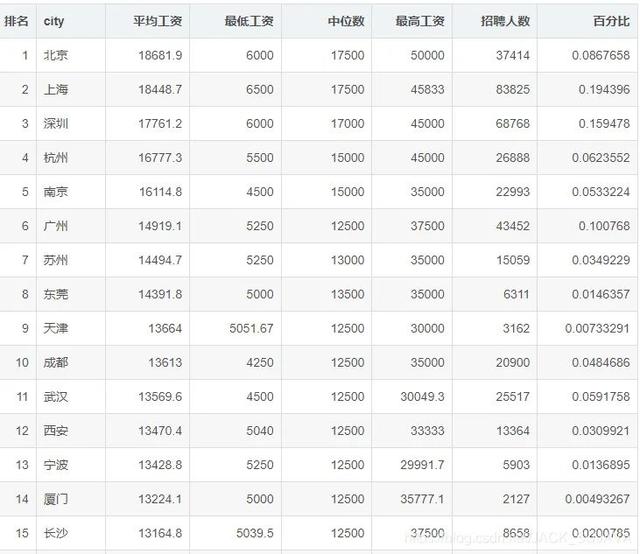 排名 city 平均工资 最低工资 中位数 最高工资 招聘人数 百分比
1 北京 18681.9 6000 17500 50000 37414 0.0867658
2 上海 18448.7 6500 17500 45833 83825 0.194396
3 深圳 17761.2 6000 17000 45000 68768 0.159478
4 杭州 16777.3 5500 15000 45000 26888 0.0623552
5 南京 16114.8 4500 15000 35000 22993 0.0533224
6 广州 14919.1 5250 12500 37500 43452 0.100768
7 苏州 14494.7 5250 13000 35000 15059 0.0349229
8 东莞 14391.8 5000 13500 35000 6311 0.0146357
9 天津 13664 5051.67 12500 30000 3162 0.00733291
10 成都 13613 4250 12500 35000 20900 0.0484686
11 武汉 13569.6 4500 12500 30049.3 25517 0.0591758
12 西安 13470.4 5040 12500 33333 13364 0.0309921
13 宁波 13428.8 5250 12500 29991.7 5903 0.0136895
14 厦门 13224.1 5000 12500 35777.1 2127 0.00493267
15 长沙 13164.8 5039.5 12500 37500 8658 0.0200785